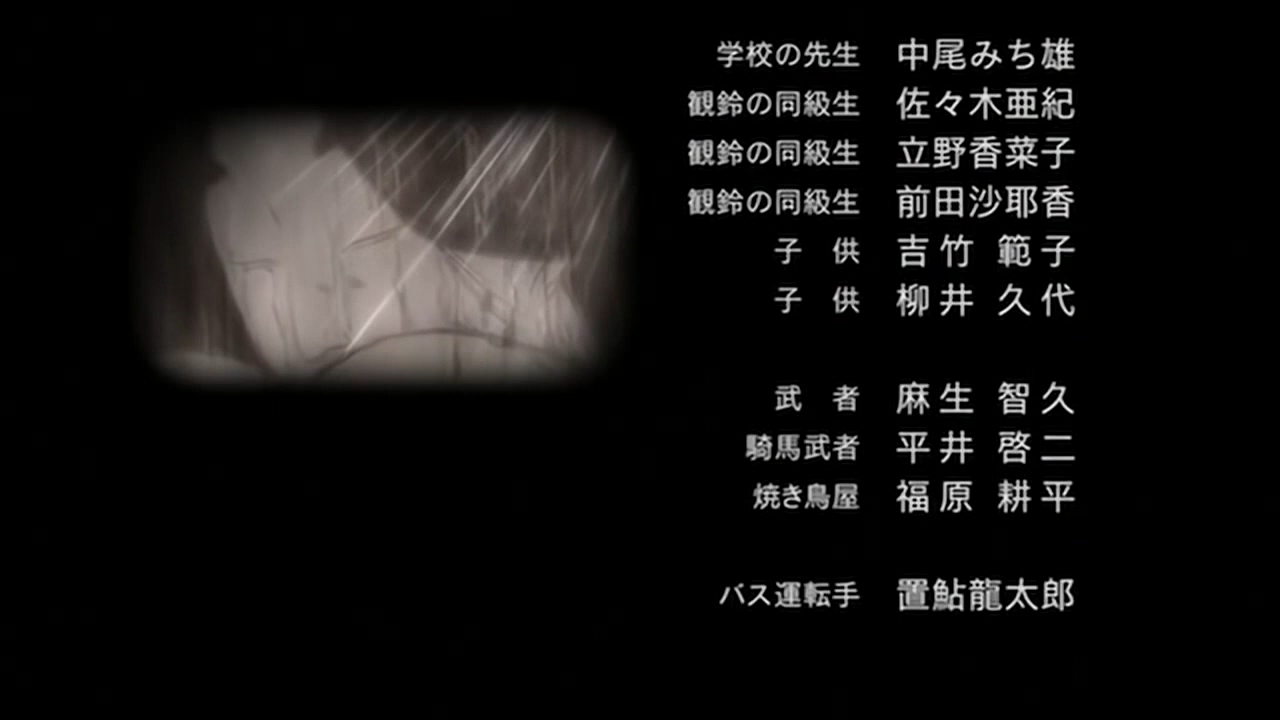 学校の先生 中尾みち雄
観鈴の同級生 佐々木亜紀
観鈴の同級生 立野香菜子
観鈴の同級生 前田沙耶香
子 供 吉竹 範子
子 供 柳井 久代
武 者 麻生 智久
騎馬武者 平井 啓二
焼き鳥屋 福原 耕平
バス運転手 置鮎龍太郎